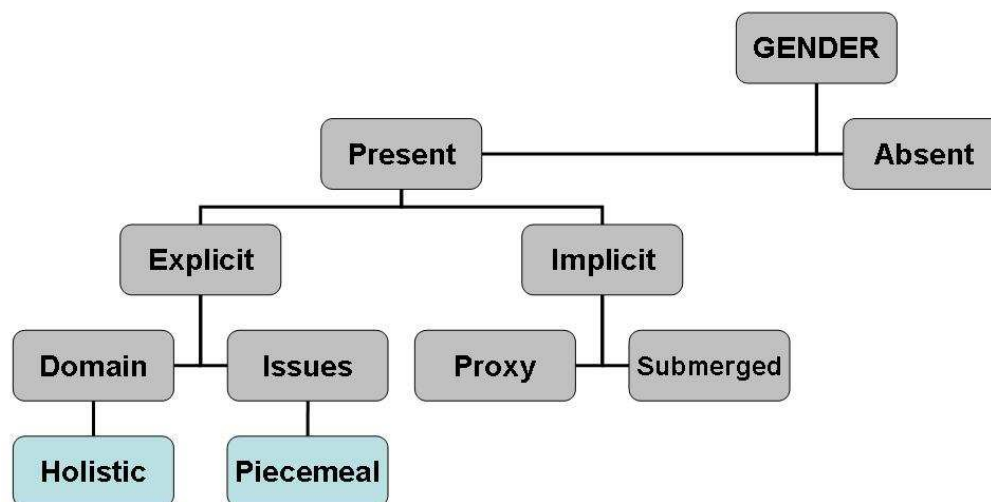 GENDER
Present
Absent
Explicit
Implicit
Domain
Issues
Proxy
Submerged
Holistic
Piecemeal